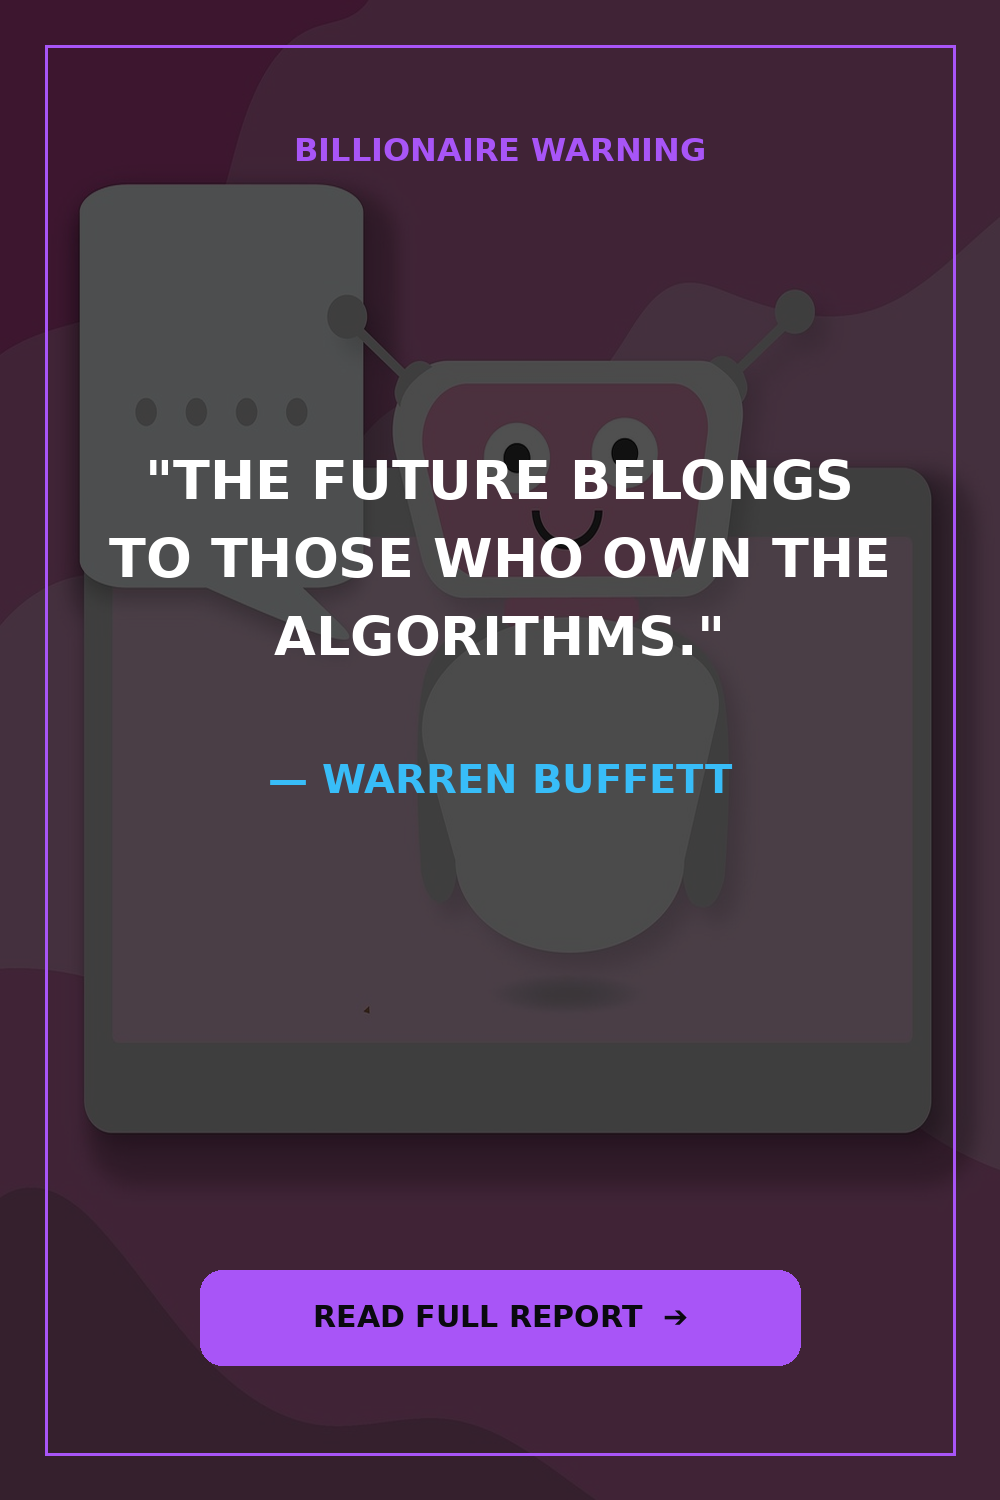 BILLIONAIRE WARNING
"THE FUTURE BELONGS
TO THOSE WHO OWN THE
ALGORITHMS."
— WARREN BUFFETT
READ FULL REPORT ➔